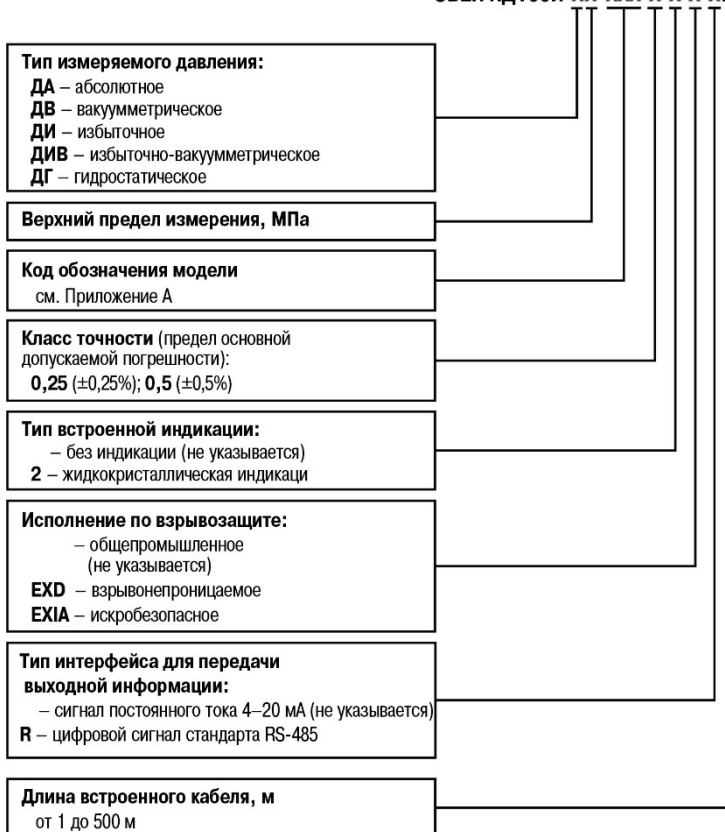 Тип измеряемого давления:
ДА – абсолютное
ДВ – вакуумметрическое
ДИ – избыточное
ДИВ – избыточно-вакуумметрическое
ДГ – гидростатическое
Верхний предел измерения, МПа
Код обозначения модели
см. Приложение А
Класс точности (предел основной
допускаемой погрешности):
0,25 (±0,25%); 0,5 (±0,5%)
Тип встроенной индикации:
– без индикации (не указывается)
2 – жидкокристаллическая индикаци
Исполнение по взрывозащите:
– общепромышленное
(не указывается)
EXD – взрывонепроницаемое
EXIA – искробезопасное
Тип интерфейса для передачи
выходной информации:
– сигнал постоянного тока 4–20 мА (не указывается)
R – цифровой сигнал стандарта RS-485
Длина встроенного кабеля, м
от 1 до 500 м